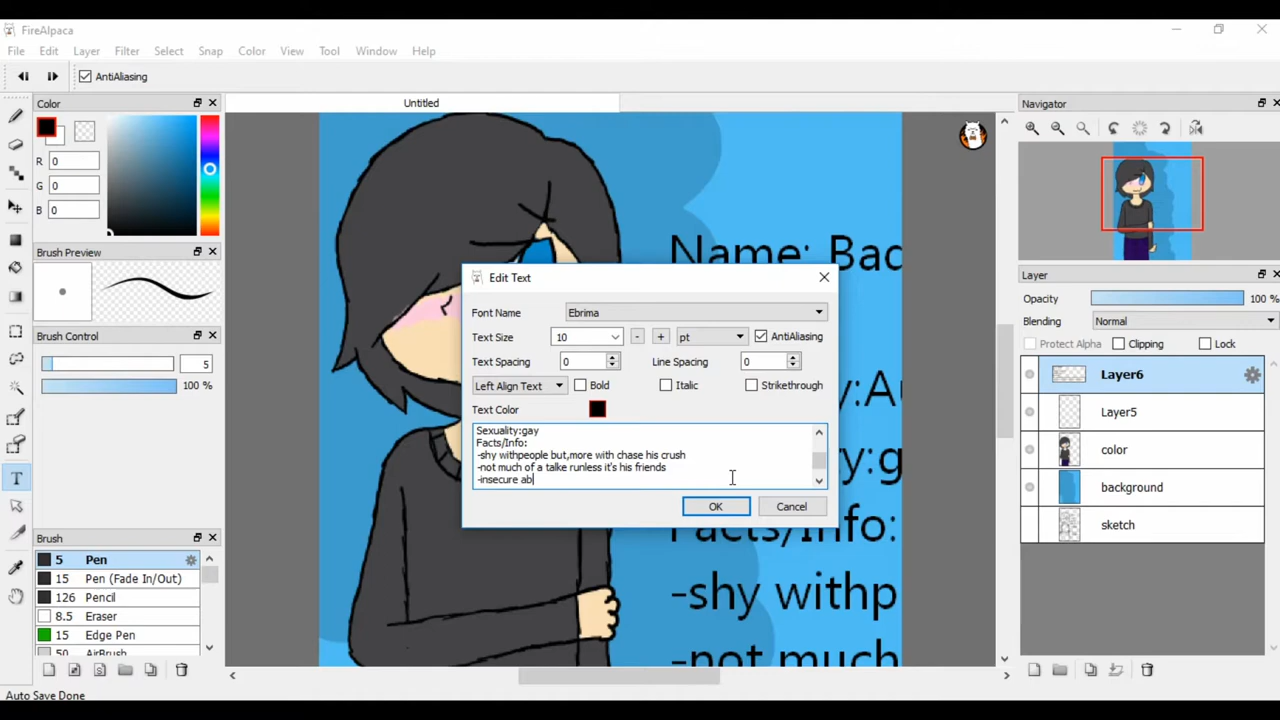 FireAlpaca
File Edit Layer Filter Select Snap Color View Tool Window Help
AntiAliasing
Color
Untitled
Navigator
R 0
G 0
B 0
Brush Preview
Name: Bac
Edit Text
Layer
Font Name Ebrima
Opacity 100 %
Text Size 10 - + pt AntiAliasing
Blending Normal
Brush Control
Protect Alpha Clipping Lock
5
Text Spacing 0 Line Spacing 0
100 %
Left Align Text Bold Italic Strikethrough
y:Au
Layer6
Text Color
Layer5
Sexuality:gay
Facts/Info:
-shy withpeople but,more with chase his crush
-not much of a talke runless it's his friends
-insecure ab
ry:g
color
background
OK Cancel
Facts/Info:
sketch
T
Brush
5 Pen
15 Pen (Fade In/Out)
126 Pencil
8.5 Eraser
15 Edge Pen
50 AirBrush
-shy withp
-not much
Auto Save Done